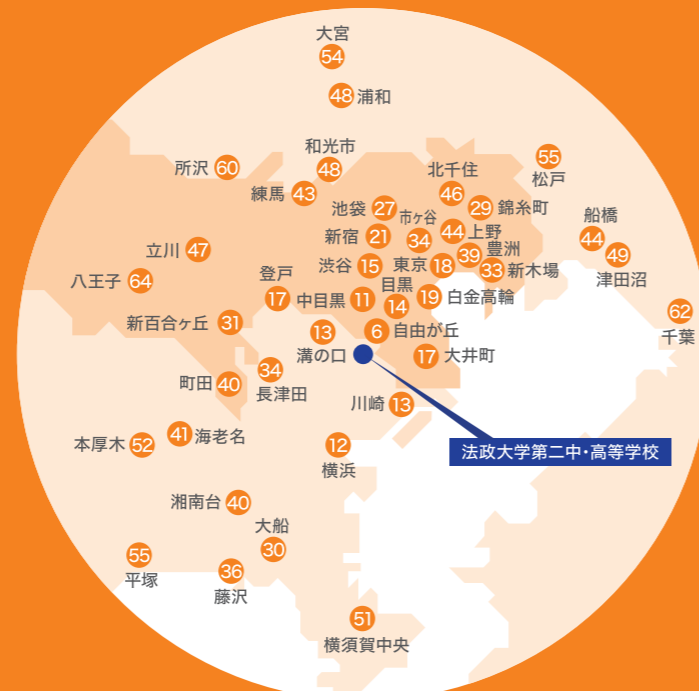 大宮
54
48 浦和
和光市
48
所沢 60
練馬 43
北千住
46
55
松戸
池袋 27
市ヶ谷
34
29 錦糸町
44 上野
新宿 21
豊洲
39
船橋
44
49
津田沼
立川 47
渋谷 15
東京 18
33 新木場
八王子 64
登戸
17
中目黒 11
目黒
14
19 白金高輪
62
千葉
新百合ヶ丘 31
13
溝の口
6 自由が丘
17 大井町
34
長津田
町田 40
川崎 13
法政大学第二中・高等学校
本厚木 52
41 海老名
12
横浜
湘南台 40
大船
30
55
平塚
36
藤沢
51
横須賀中央